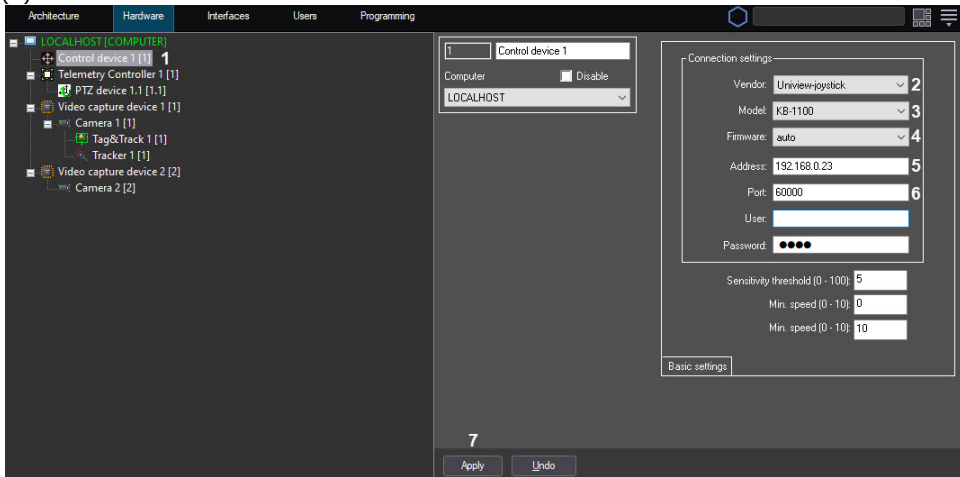 Architecture Hardware Interfaces Users Programming
LOCALHOST [COMPUTER]
Control device 1 [1] 1
Telemetry Controller 1 [1]
PTZ device 1.1 [1.1]
Video capture device 1 [1]
Camera 1 [1]
Tag&Track 1 [1]
Tracker 1 [1]
Video capture device 2 [2]
Camera 2 [2]
1 Control device 1
Computer Disable
LOCALHOST
Connection settings
Vendor: Uniview-joystick 2
Model: KB-1100 3
Firmware: auto 4
Address: 192.168.0.23 5
Port: 60000 6
User:
Password: ●●●●
Sensitivity threshold (0 - 100): 5
Min. speed (0 - 10): 0
Min. speed (0 - 10): 10
Basic settings
7
Apply Undo